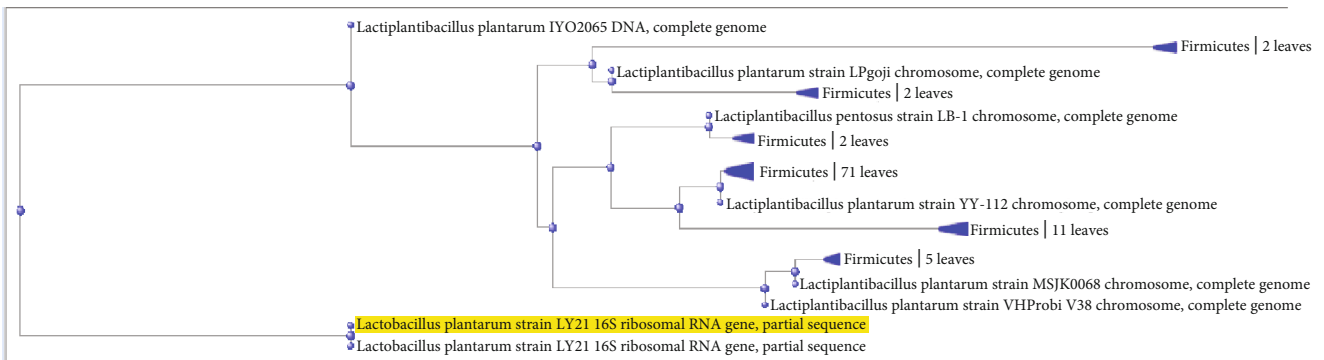 Lactiplantibacillus plantarum IYO2065 DNA, complete genome
Firmicutes | 2 leaves
Lactiplantibacillus plantarum strain LPgoji chromosome, complete genome
Firmicutes | 2 leaves
Lactiplantibacillus pentosus strain LB-1 chromosome, complete genome
Firmicutes | 2 leaves
Firmicutes | 71 leaves
Lactiplantibacillus plantarum strain YY-112 chromosome, complete genome
Firmicutes | 11 leaves
Firmicutes | 5 leaves
Lactiplantibacillus plantarum strain MSJK0068 chromosome, complete genome
Lactiplantibacillus plantarum strain VHProbi V38 chromosome, complete genome
Lactobacillus plantarum strain LY21 16S ribosomal RNA gene, partial sequence
Lactobacillus plantarum strain LY21 16S ribosomal RNA gene, partial sequence